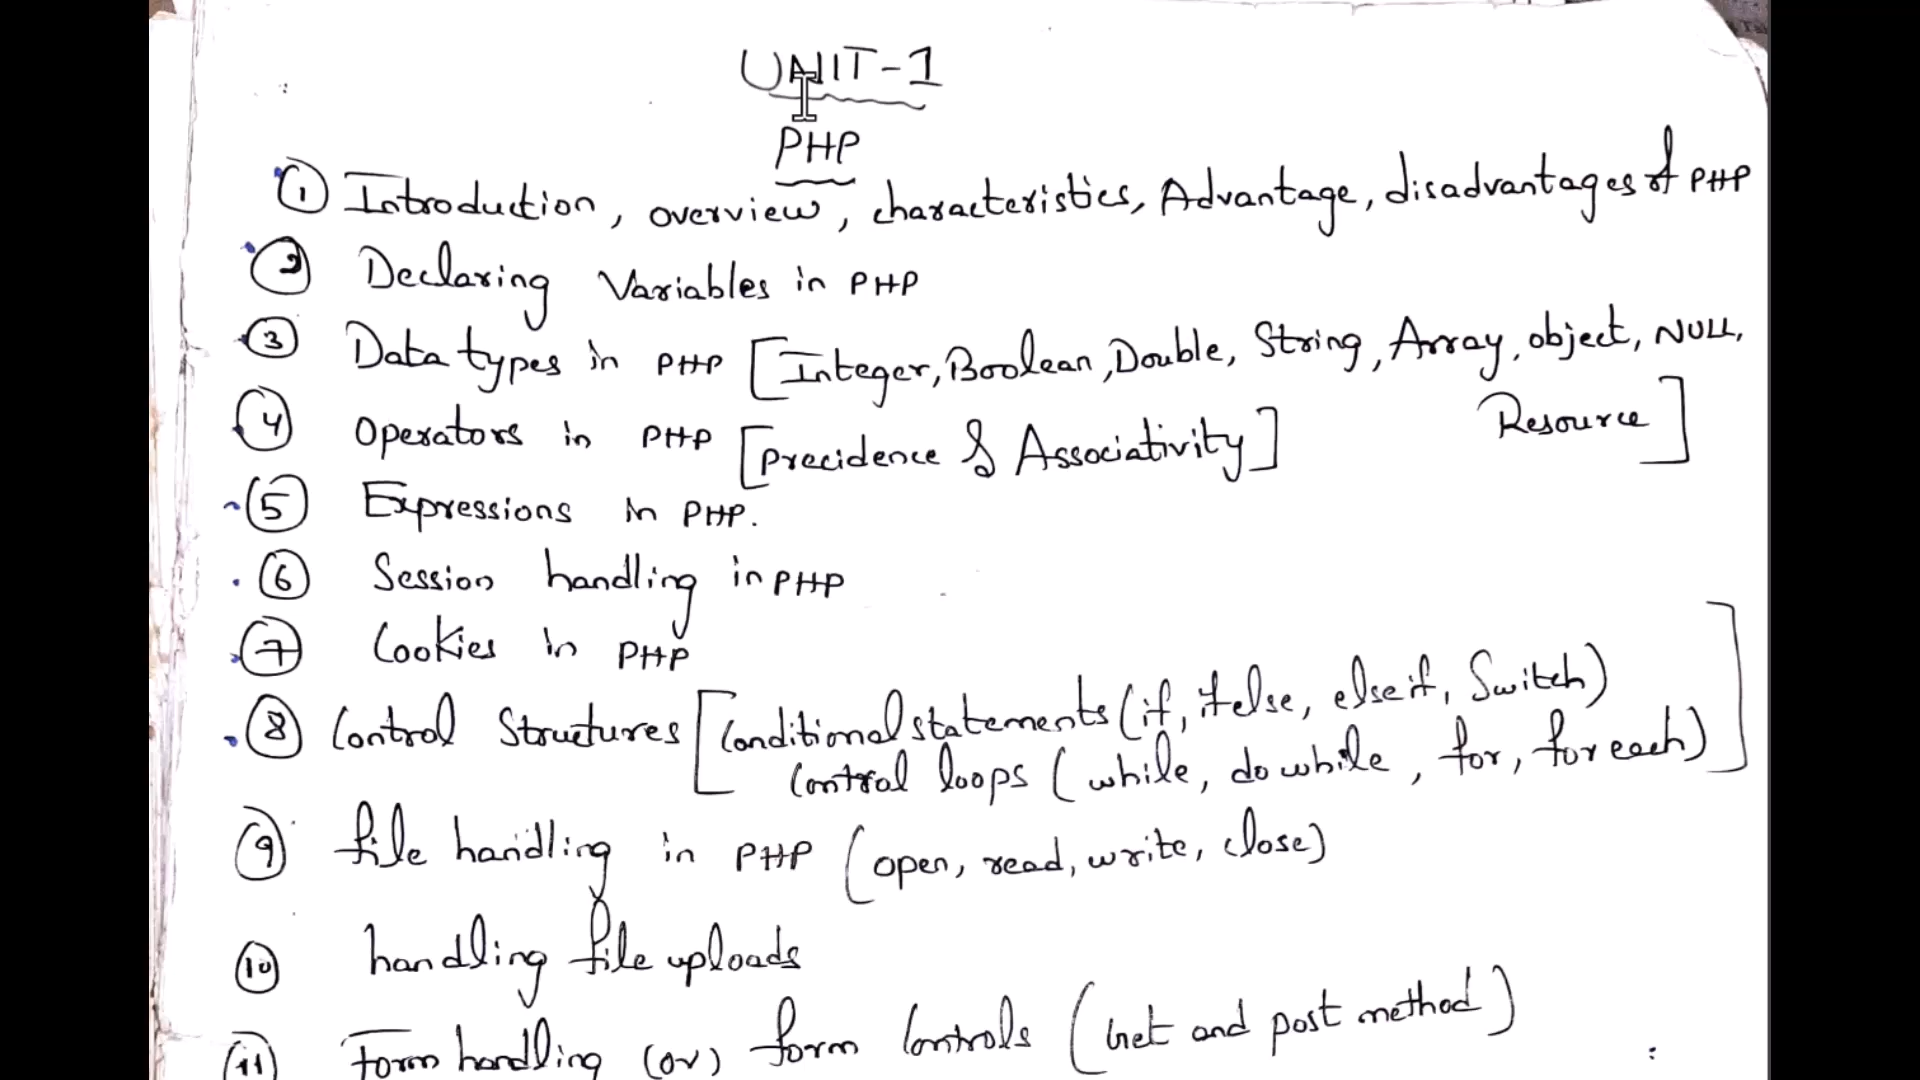 UNIT-1
PHP
① Introduction, overview, characteristics, Advantage, disadvantages of PHP
② Declaring Variables in PHP
③ Data types in PHP [Integer, Boolean, Double, String, Array, object, NULL,
Resource]
④ Operators in PHP [precidence & Associativity]
⑤ Expressions in PHP.
⑥ Session handling in PHP
⑦ Cookies in PHP
⑧ Control Structures [Conditional statements (if, if else, else if, Switch)
Control loops (while, do while, for, for each)]
⑨ file handling in PHP (open, read, write, close)
⑩ handling file uploads
⑪ Form handling (or) form Controls (Get and post method)